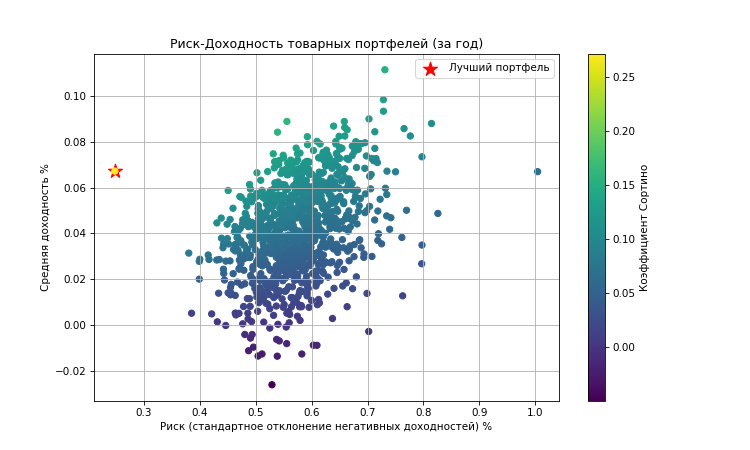 Риск-Доходность товарных портфелей (за год)
Лучший портфель
Средняя доходность %
0.10
0.08
0.06
0.04
0.02
0.00
−0.02
0.3 0.4 0.5 0.6 0.7 0.8 0.9 1.0
Риск (стандартное отклонение негативных доходностей) %
0.25
0.20
0.15
0.10
0.05
0.00
Коэффициент Сортино